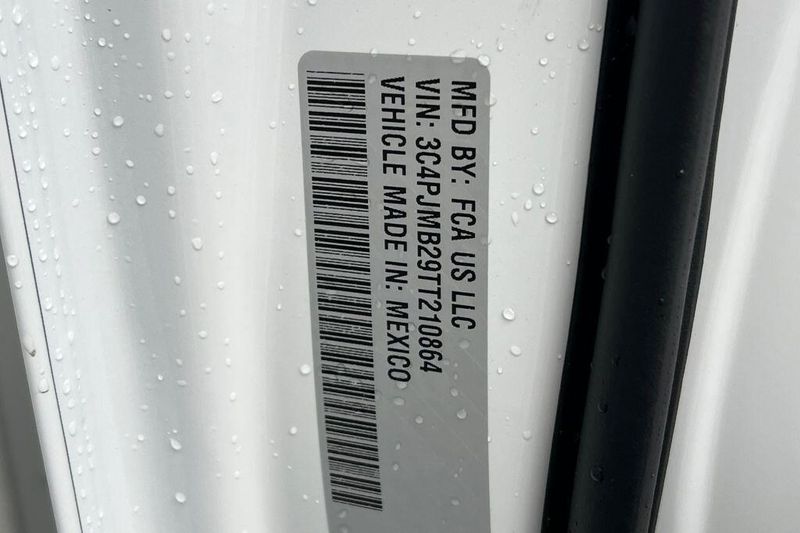 MFD BY: FCA US LLC
VIN: 3C4PJMB29TT210864
VEHICLE MADE IN: MEXICO